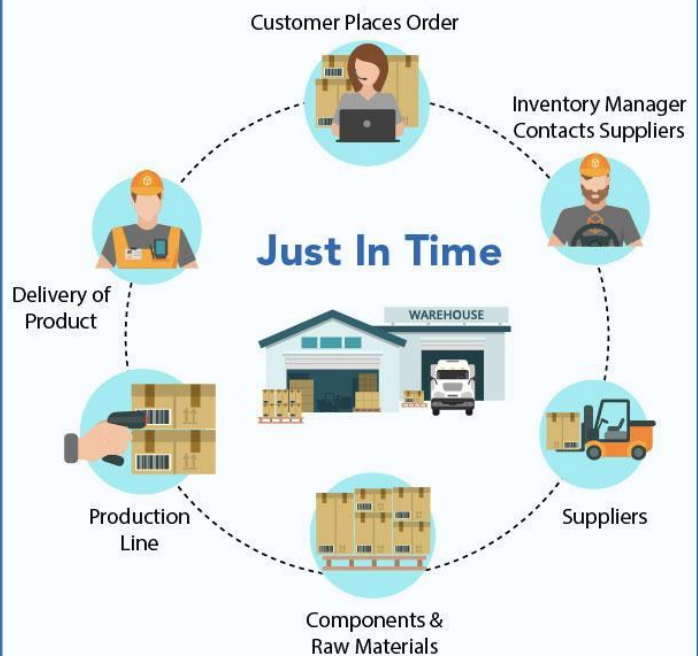 Customer Places Order
Inventory Manager
Contacts Suppliers
Just In Time
WAREHOUSE
Delivery of
Product
Suppliers
Production
Line
Components &
Raw Materials